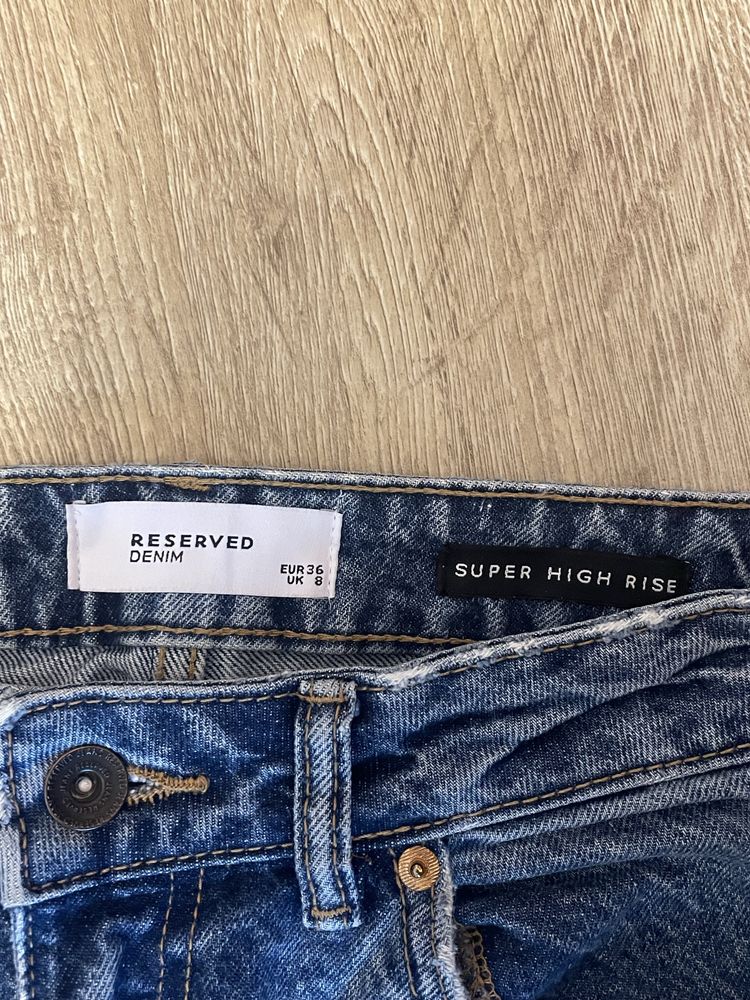 RESERVED
DENIM
EUR 36
UK 8
SUPER HIGH RISE